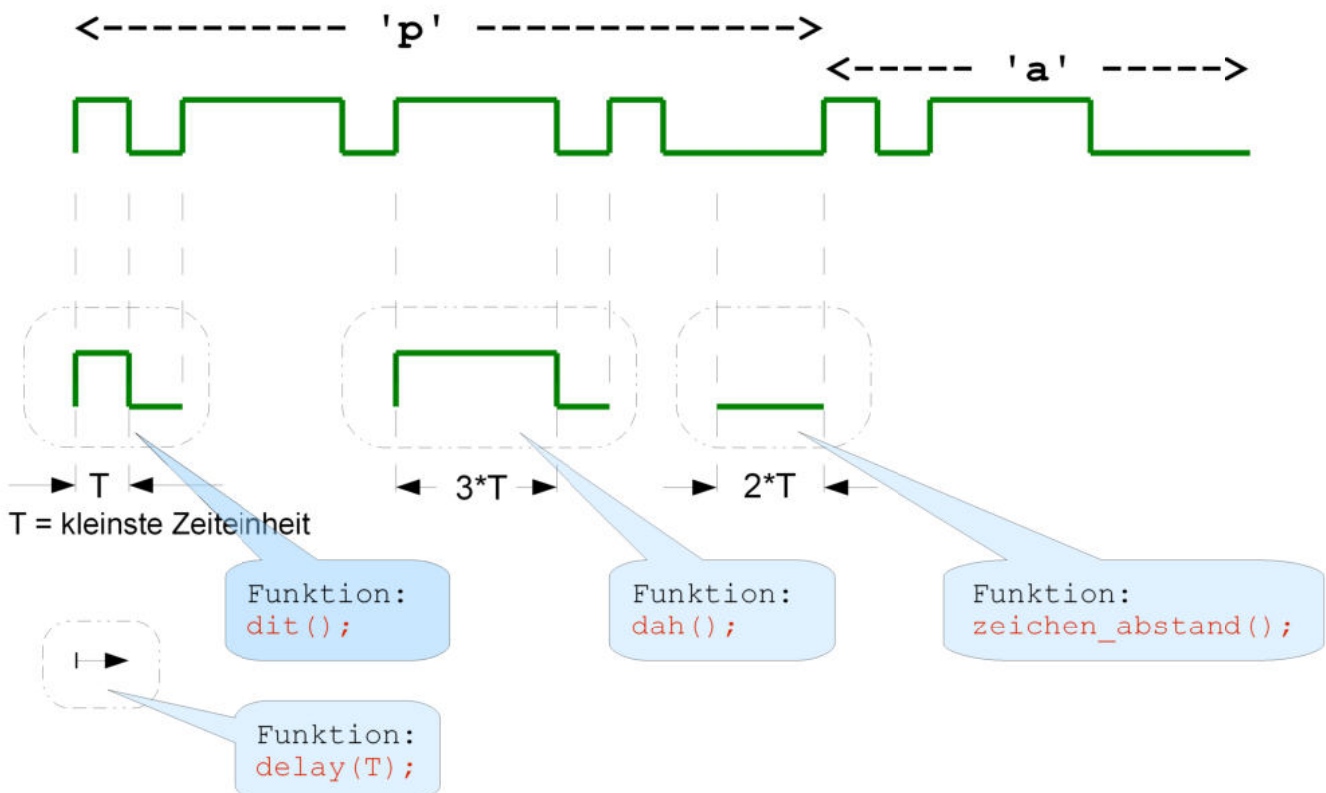 <---------- 'p' ------------->
<----- 'a' ----->
T
3*T
2*T
T = kleinste Zeiteinheit
Funktion:
dit();
Funktion:
dah();
Funktion:
zeichen_abstand();
Funktion:
delay(T);